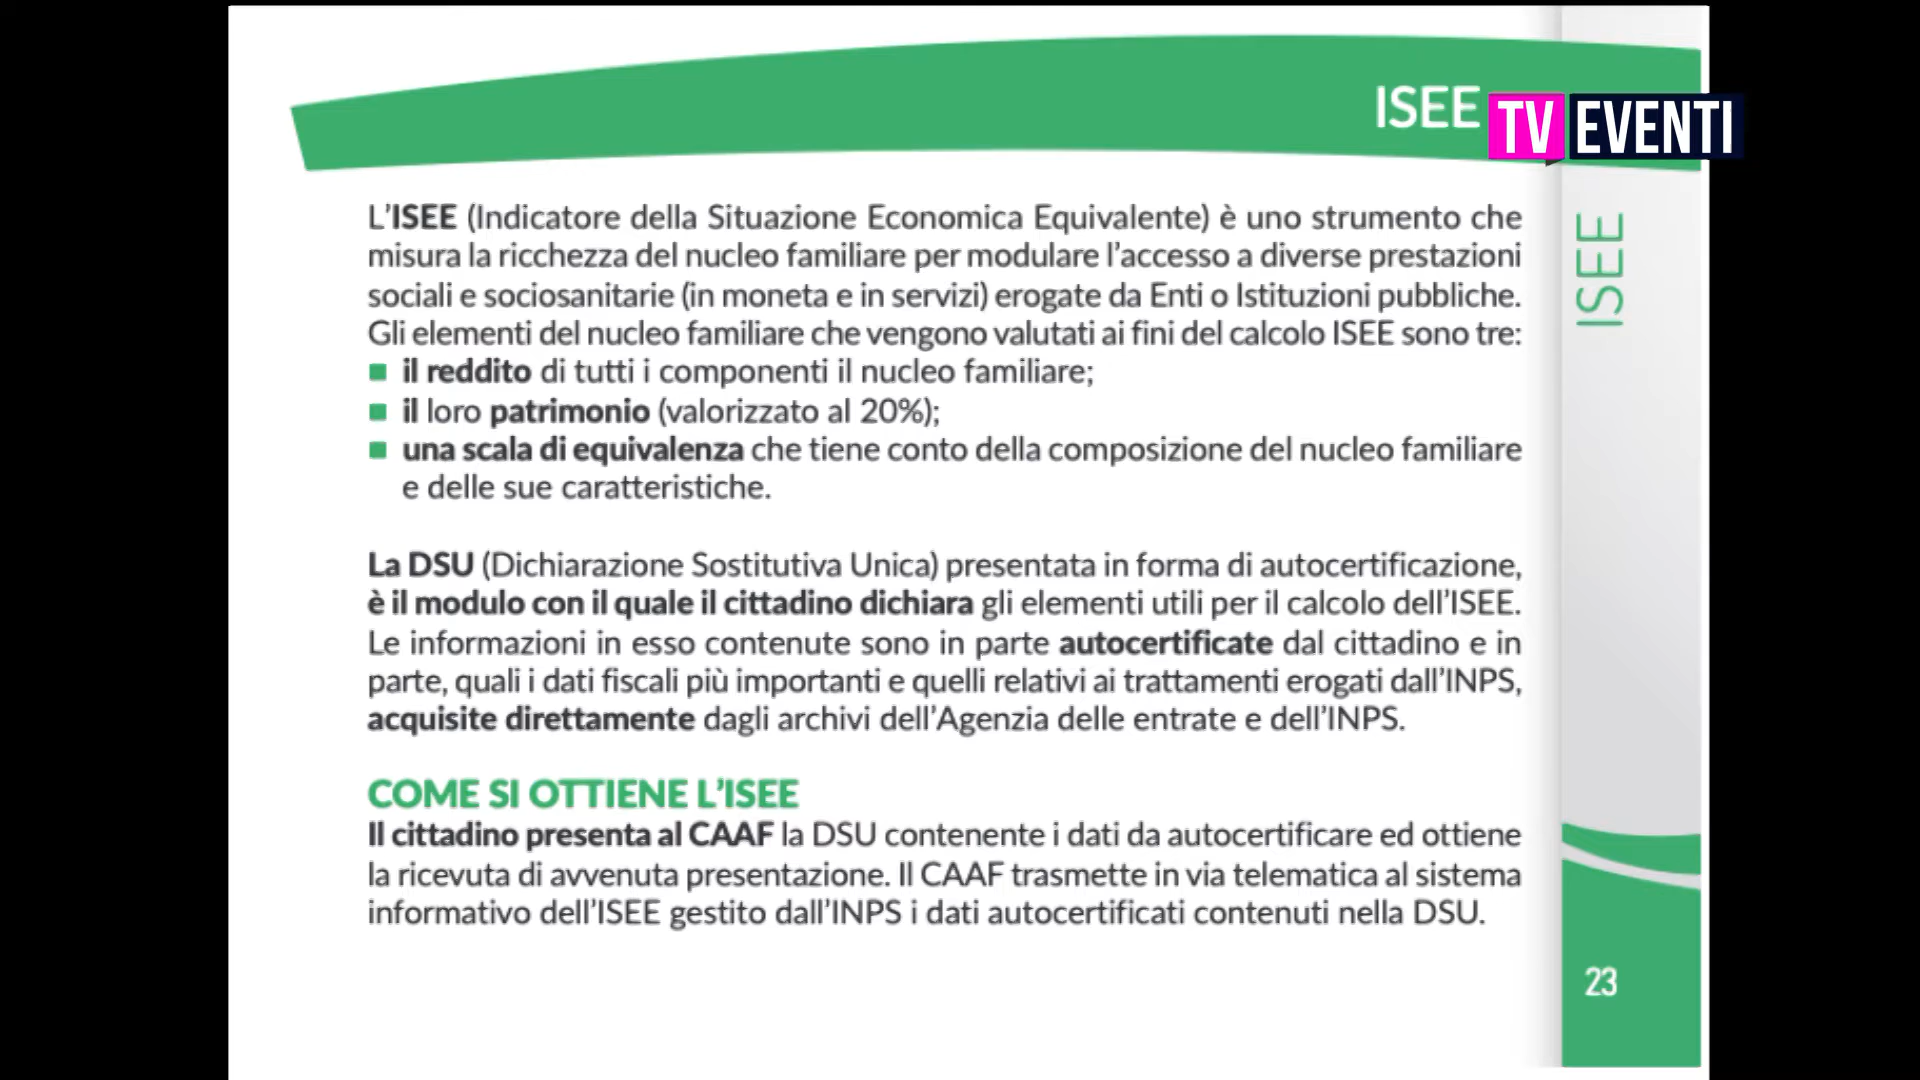 ISEE
TV EVENTI
ISEE
L'ISEE (Indicatore della Situazione Economica Equivalente) è uno strumento che
misura la ricchezza del nucleo familiare per modulare l'accesso a diverse prestazioni
sociali e sociosanitarie (in moneta e in servizi) erogate da Enti o Istituzioni pubbliche.
Gli elementi del nucleo familiare che vengono valutati ai fini del calcolo ISEE sono tre:
■ il reddito di tutti i componenti il nucleo familiare;
■ il loro patrimonio (valorizzato al 20%);
■ una scala di equivalenza che tiene conto della composizione del nucleo familiare
e delle sue caratteristiche.
La DSU (Dichiarazione Sostitutiva Unica) presentata in forma di autocertificazione,
è il modulo con il quale il cittadino dichiara gli elementi utili per il calcolo dell'ISEE.
Le informazioni in esso contenute sono in parte autocertificate dal cittadino e in
parte, quali i dati fiscali più importanti e quelli relativi ai trattamenti erogati dall'INPS,
acquisite direttamente dagli archivi dell'Agenzia delle entrate e dell'INPS.
COME SI OTTIENE L'ISEE
Il cittadino presenta al CAAF la DSU contenente i dati da autocertificare ed ottiene
la ricevuta di avvenuta presentazione. Il CAAF trasmette in via telematica al sistema
informativo dell'ISEE gestito dall'INPS i dati autocertificati contenuti nella DSU.
23